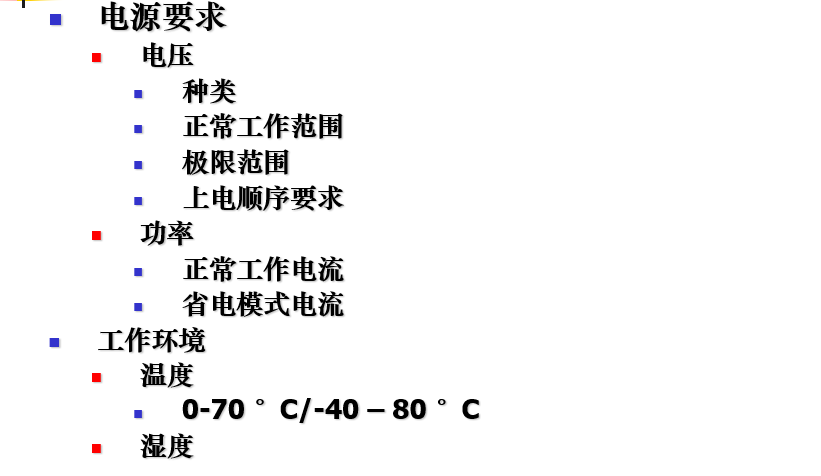 电源要求
电压
种类
正常工作范围
极限范围
上电顺序要求
功率
正常工作电流
省电模式电流
工作环境
温度
0-70 °C/-40 – 80 °C
湿度